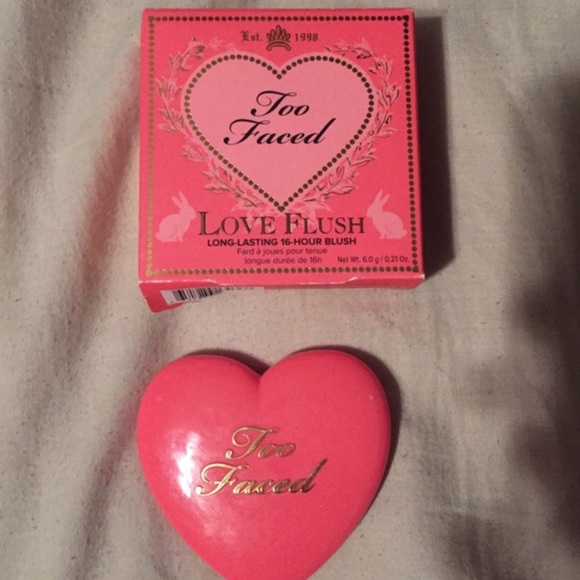 Est. 1998
Too
Faced
LOVE FLUSH
LONG-LASTING 16-HOUR BLUSH
Fard à joues pour tenue
longue durée de 16h
Net Wt. 6.0 g / 0.21 Oz.
Too
Faced